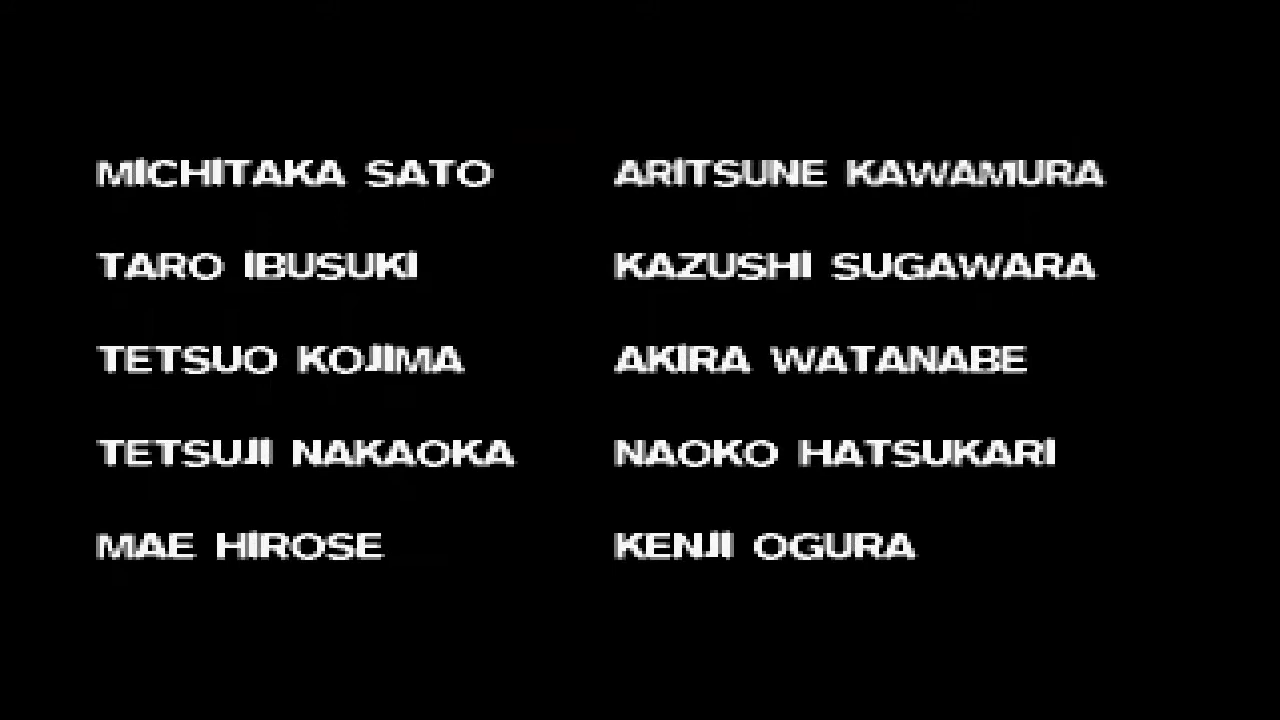 MICHITAKA SATO ARITSUNE KAWAMURA
TARO IBUSUKI KAZUSHI SUGAWARA
TETSUO KOJIMA AKIRA WATANABE
TETSUJI NAKAOKA NAOKO HATSUKARI
MAE HIROSE KENJI OGURA